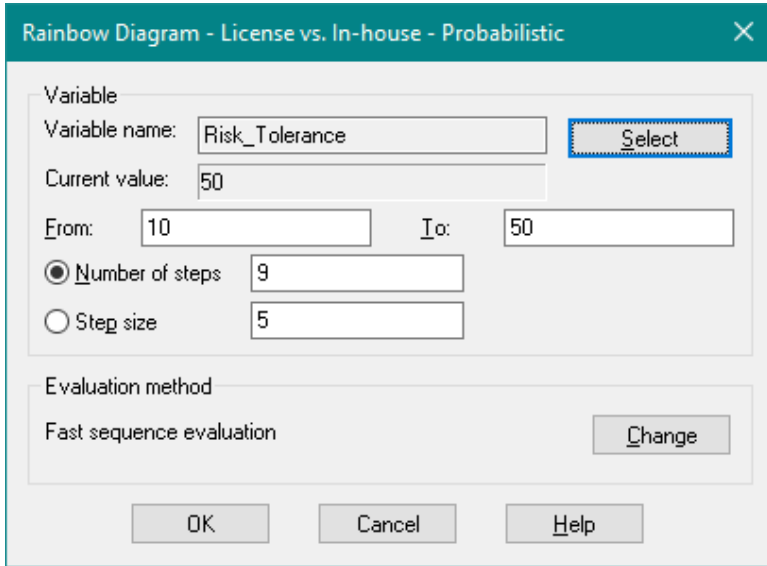 Rainbow Diagram - License vs. In-house - Probabilistic
Variable
Variable name: Risk_Tolerance Select
Current value: 50
From: 10 To: 50
Number of steps 9
Step size 5
Evaluation method
Fast sequence evaluation Change
OK Cancel Help